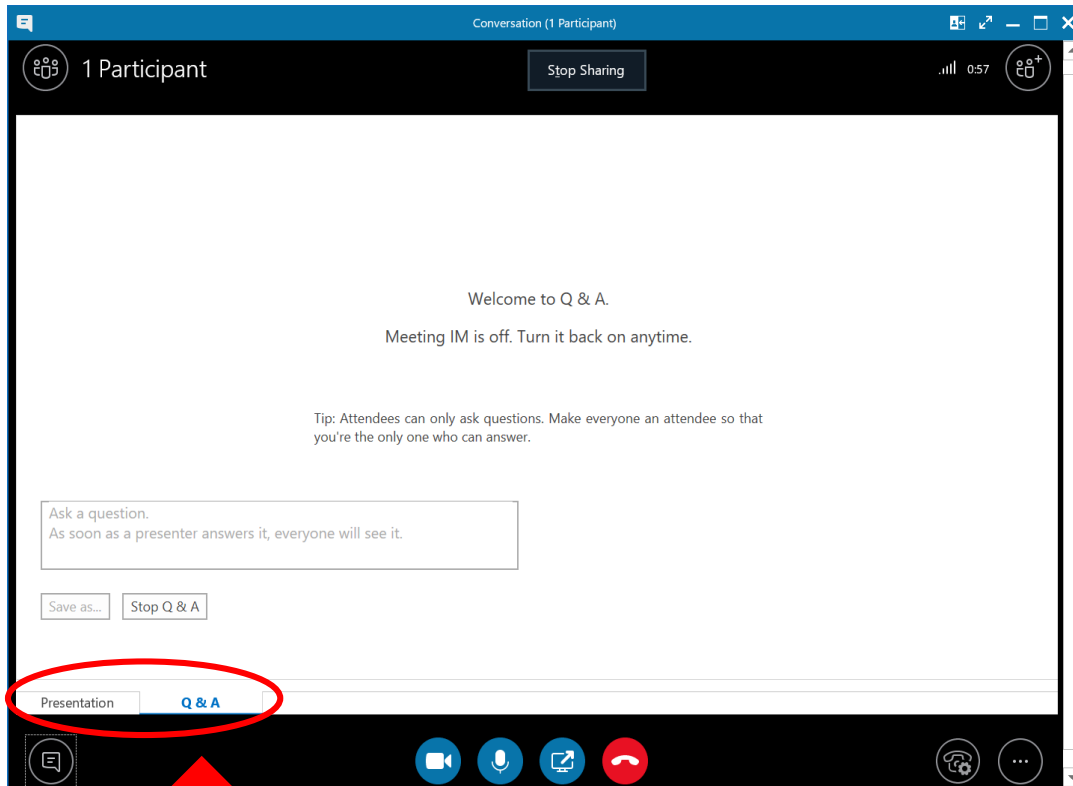 Conversation (1 Participant)
1 Participant
Stop Sharing
0:57
Welcome to Q & A.
Meeting IM is off. Turn it back on anytime.
Tip: Attendees can only ask questions. Make everyone an attendee so that
you're the only one who can answer.
Ask a question.
As soon as a presenter answers it, everyone will see it.
Save as...
Stop Q & A
Presentation
Q & A